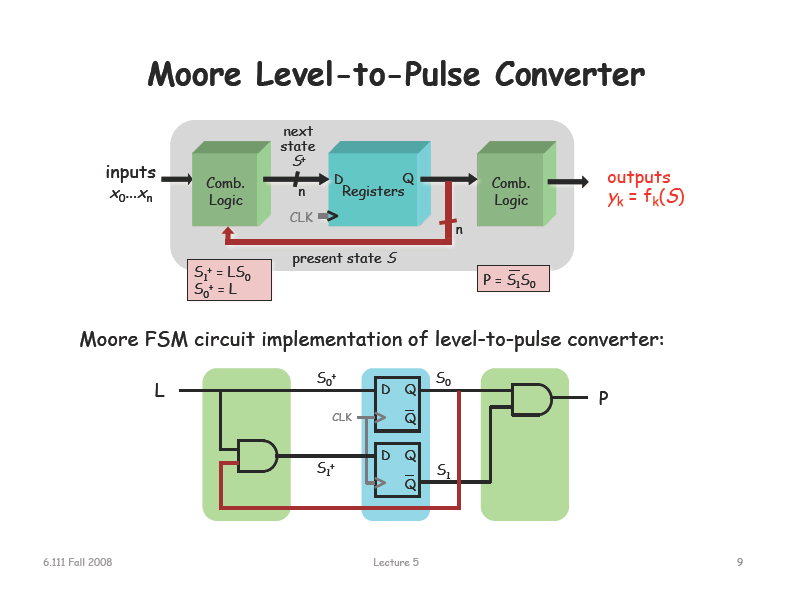 Moore Level-to-Pulse Converter
next
state
S⁺
inputs
x₀...xₙ
Comb.
Logic
n
D
Q
Registers
CLK
Comb.
Logic
outputs
yₖ = fₖ(S)
n
present state S
S₁⁺ = LS₀
S₀⁺ = L
P = S̅₁S₀
Moore FSM circuit implementation of level-to-pulse converter:
L
S₀⁺
D Q
S₀
P
CLK
Q̅
D Q
S₁⁺
S₁
Q̅
6.111 Fall 2008
Lecture 5
9